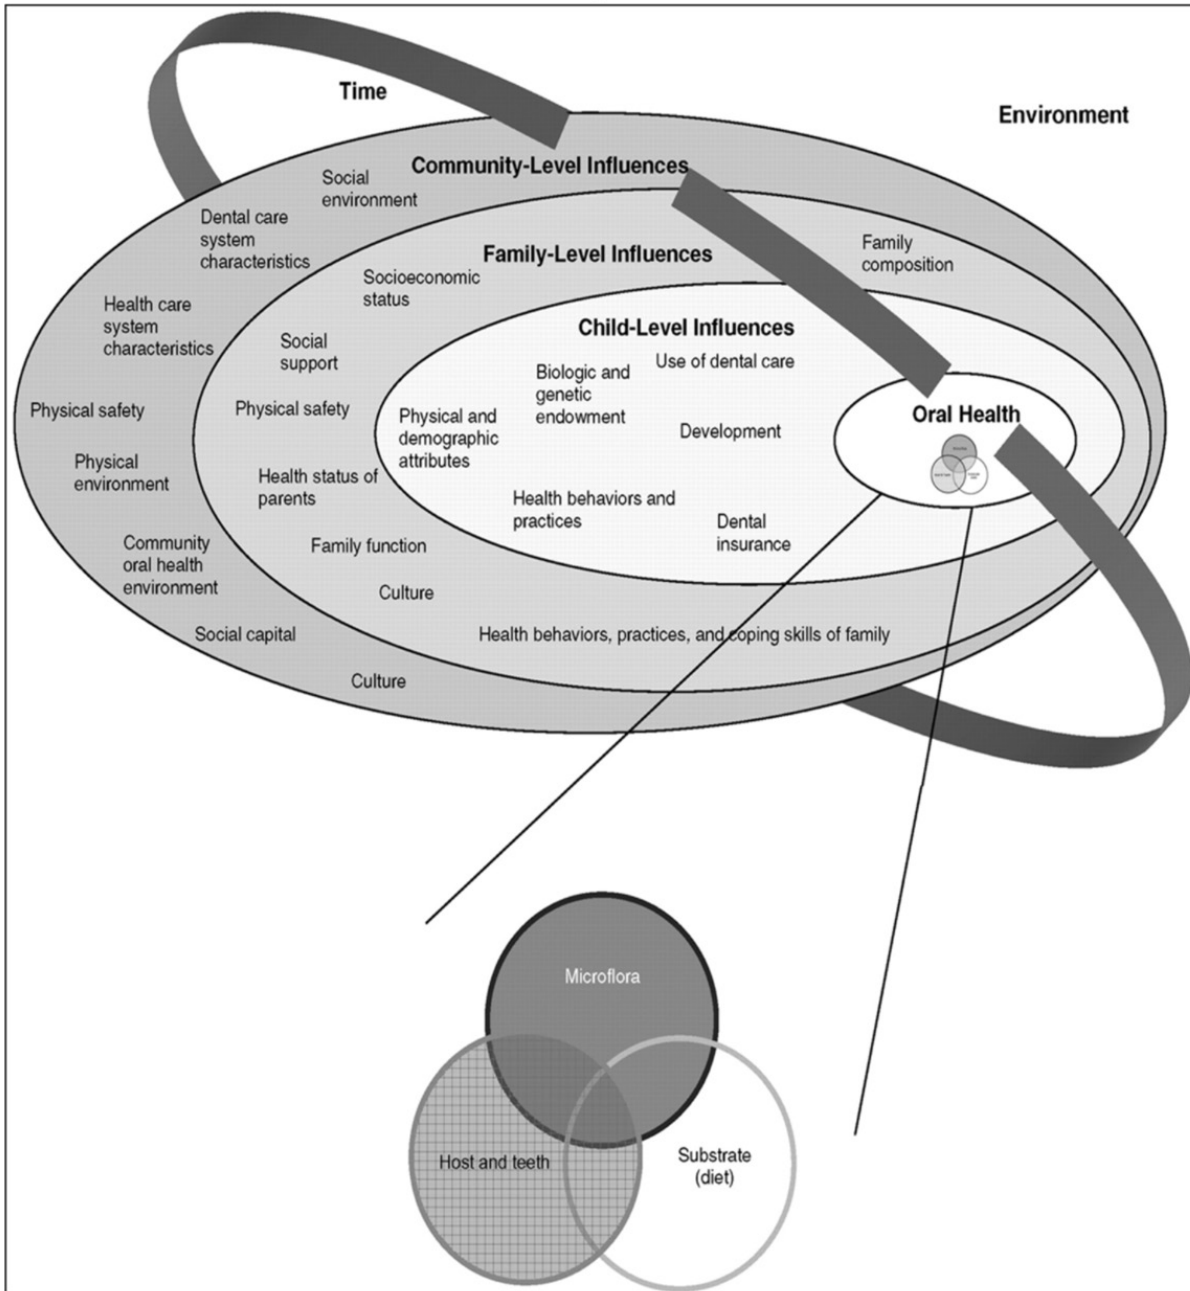 Time
Environment
Community-Level Influences
Social
environment
Dental care
system
characteristics
Health care
system
characteristics
Physical safety
Physical
environment
Community
oral health
environment
Social capital
Culture
Family-Level Influences
Family
composition
Socioeconomic
status
Social
support
Physical safety
Health status of
parents
Family function
Culture
Health behaviors, practices, and coping skills of family
Child-Level Influences
Use of dental care
Biologic and
genetic
endowment
Physical and
demographic
attributes
Development
Health behaviors and
practices
Dental
insurance
Oral Health
Microflora
Host and teeth
Substrate
(diet)